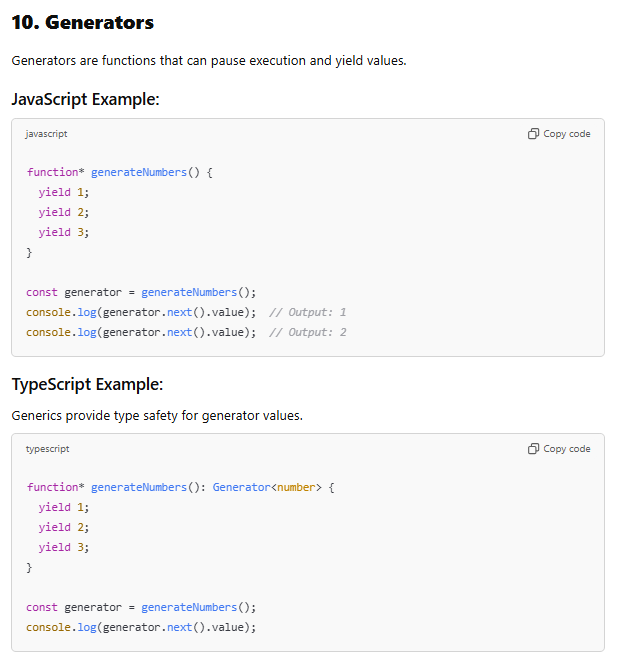 10. Generators
Generators are functions that can pause execution and yield values.
JavaScript Example:
javascript
Copy code
function* generateNumbers() {
  yield 1;
  yield 2;
  yield 3;
}
const generator = generateNumbers();
console.log(generator.next().value);  // Output: 1
console.log(generator.next().value);  // Output: 2
TypeScript Example:
Generics provide type safety for generator values.
typescript
Copy code
function* generateNumbers(): Generator<number> {
  yield 1;
  yield 2;
  yield 3;
}
const generator = generateNumbers();
console.log(generator.next().value);